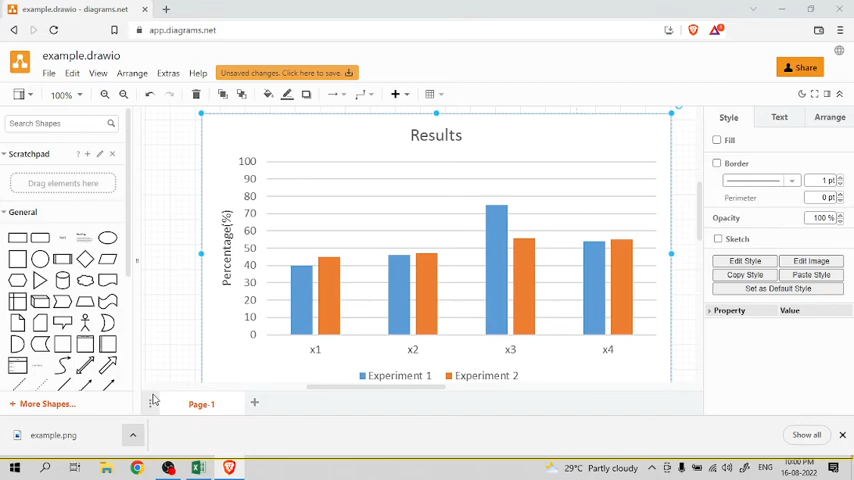 example.drawio - diagrams.net
app.diagrams.net
example.drawio
File Edit View Arrange Extras Help
Unsaved changes. Click here to save.
Share
100%
Search Shapes
Scratchpad
Drag elements here
General
More Shapes...
Results
Percentage(%)
100
90
80
70
60
50
40
30
20
10
0
x1 x2 x3 x4
Experiment 1 Experiment 2
Page-1
Style Text Arrange
Fill
Border
1 pt
Perimeter 0 pt
Opacity 100 %
Sketch
Edit Style Edit Image
Copy Style Paste Style
Set as Default Style
Property Value
example.png
Show all
29°C Partly cloudy
ENG
10:00 PM
16-08-2022